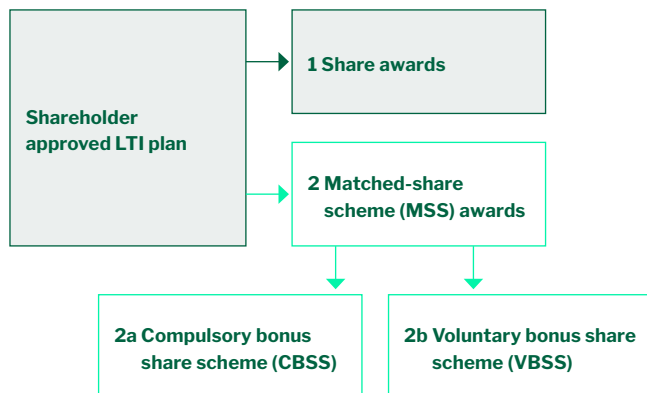 Shareholder
approved LTI plan
1 Share awards
2 Matched-share
scheme (MSS) awards
2a Compulsory bonus
share scheme (CBSS)
2b Voluntary bonus share
scheme (VBSS)